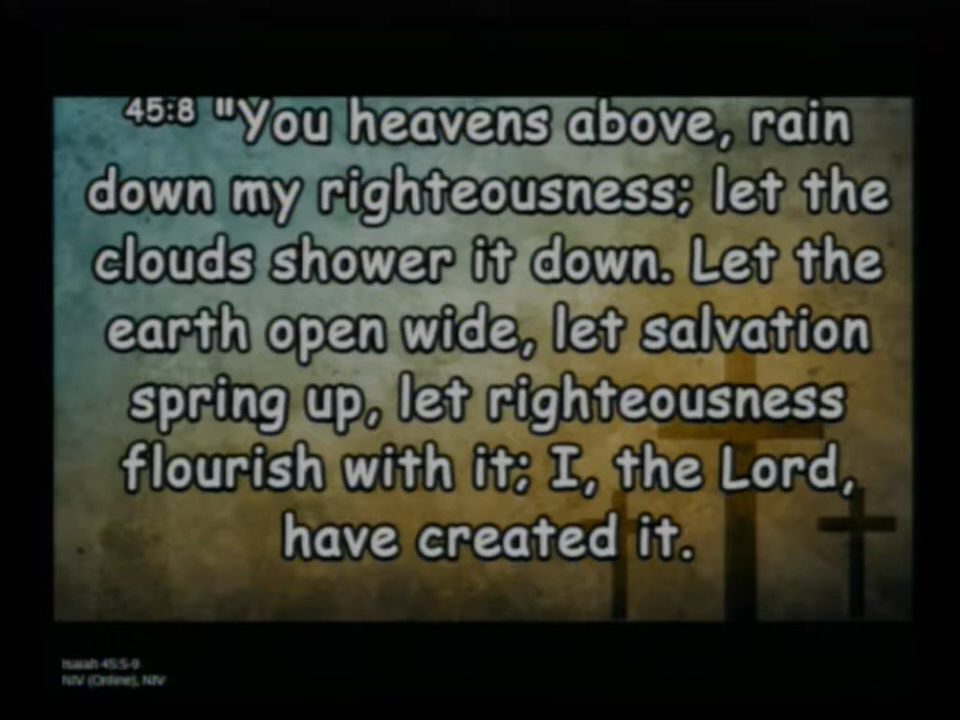 45:8 "You heavens above, rain
down my righteousness; let the
clouds shower it down. Let the
earth open wide, let salvation
spring up, let righteousness
flourish with it; I, the Lord,
have created it.
Isaiah 45:5-9
NIV (Online), NIV